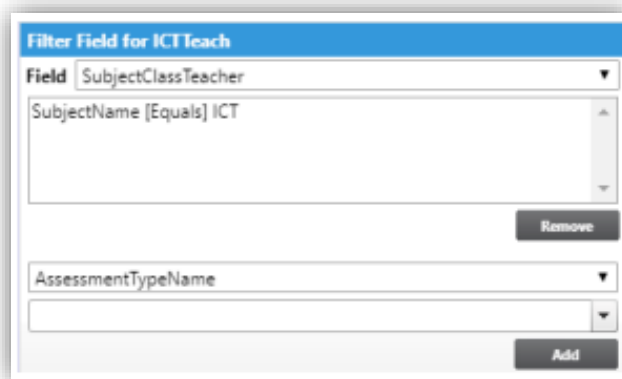 Filter Field for ICTTeach
Field SubjectClassTeacher
SubjectName [Equals] ICT
Remove
AssessmentTypeName
Add